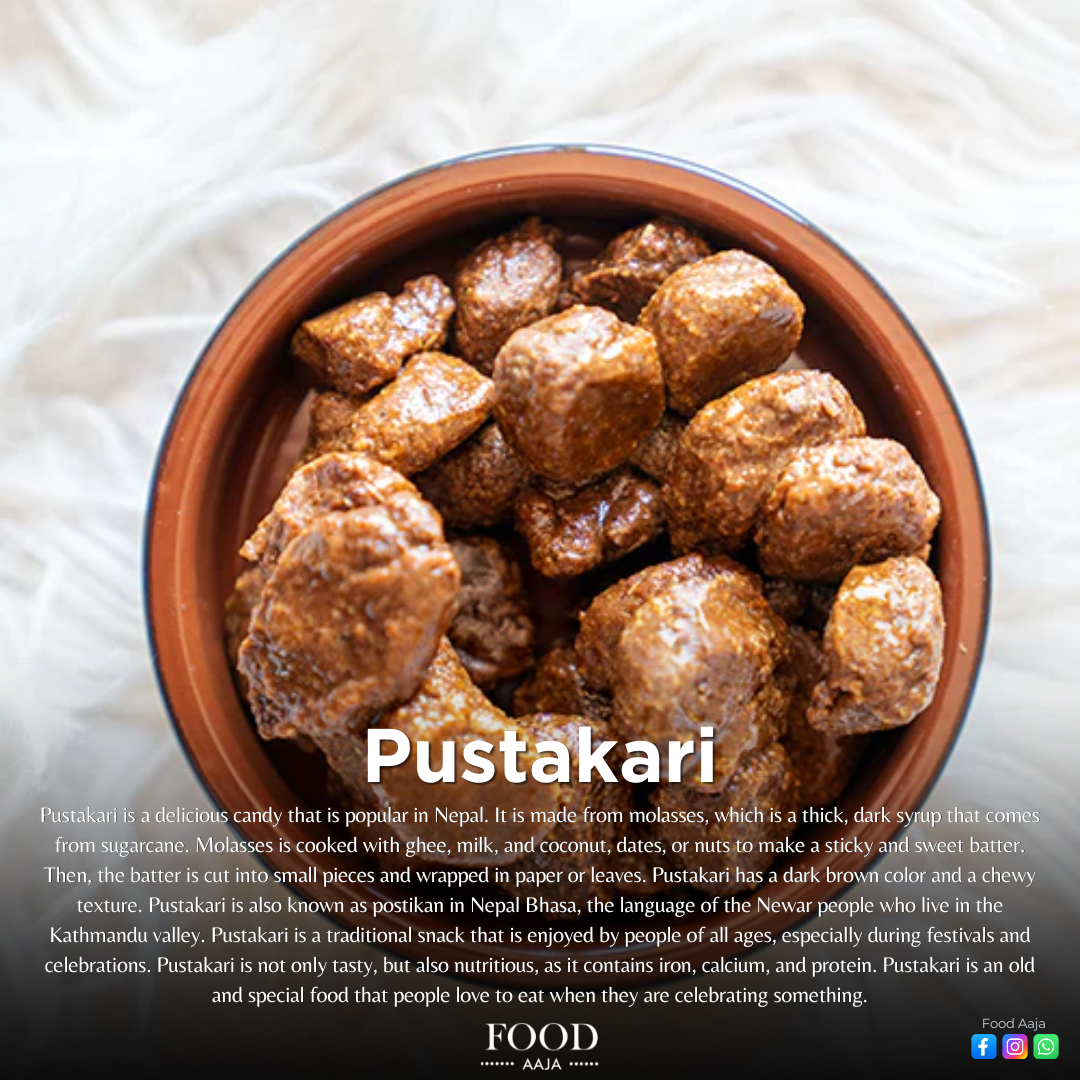 Pustakari
Pustakari is a delicious candy that is popular in Nepal. It is made from molasses, which is a thick, dark syrup that comes
from sugarcane. Molasses is cooked with ghee, milk, and coconut, dates, or nuts to make a sticky and sweet batter.
Then, the batter is cut into small pieces and wrapped in paper or leaves. Pustakari has a dark brown color and a chewy
texture. Pustakari is also known as postikan in Nepal Bhasa, the language of the Newar people who live in the
Kathmandu valley. Pustakari is a traditional snack that is enjoyed by people of all ages, especially during festivals and
celebrations. Pustakari is not only tasty, but also nutritious, as it contains iron, calcium, and protein. Pustakari is an old
and special food that people love to eat when they are celebrating something.
FOOD
AAJA
Food Aaja